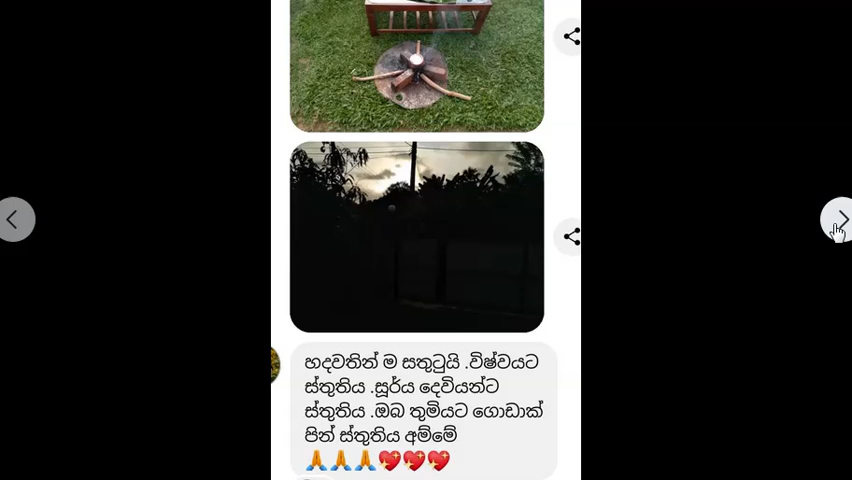 හදවතින් ම සතුටුයි .විෂ්වයට
ස්තුතිය .සූර්ය දෙවියන්ට
ස්තුතිය .ඔබ තුමියට ගොඩාක්
පින් ස්තුතිය අම්මේ
🙏🙏🙏💖💖💖